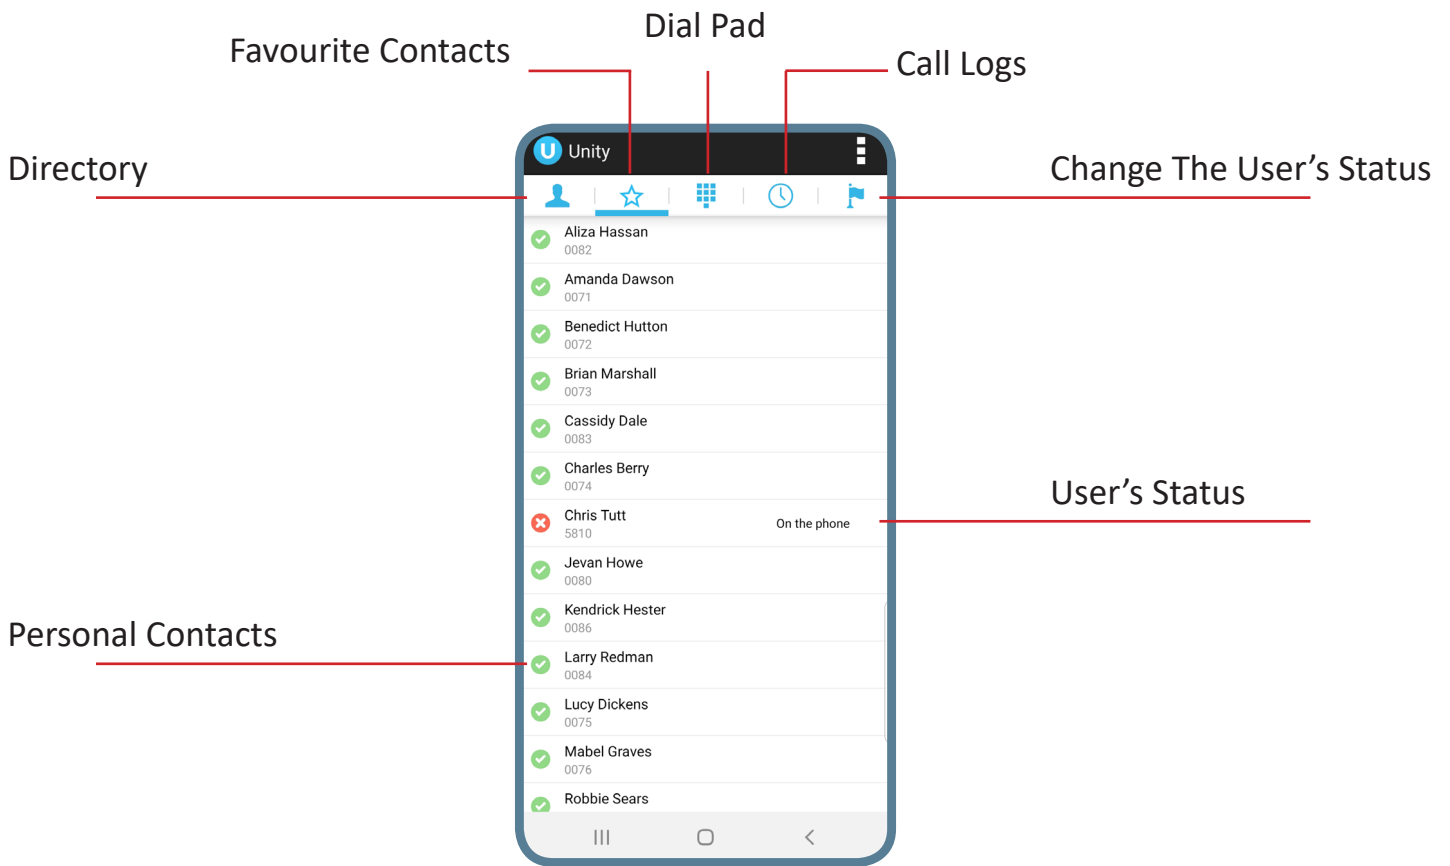 Dial Pad
Favourite Contacts
Call Logs
Directory
Change The User’s Status
U Unity
Aliza Hassan
0082
Amanda Dawson
0071
Benedict Hutton
0072
Brian Marshall
0073
Cassidy Dale
0083
Charles Berry
0074
User’s Status
Chris Tutt
5810
On the phone
Jevan Howe
0080
Kendrick Hester
0086
Personal Contacts
Larry Redman
0084
Lucy Dickens
0075
Mabel Graves
0076
Robbie Sears